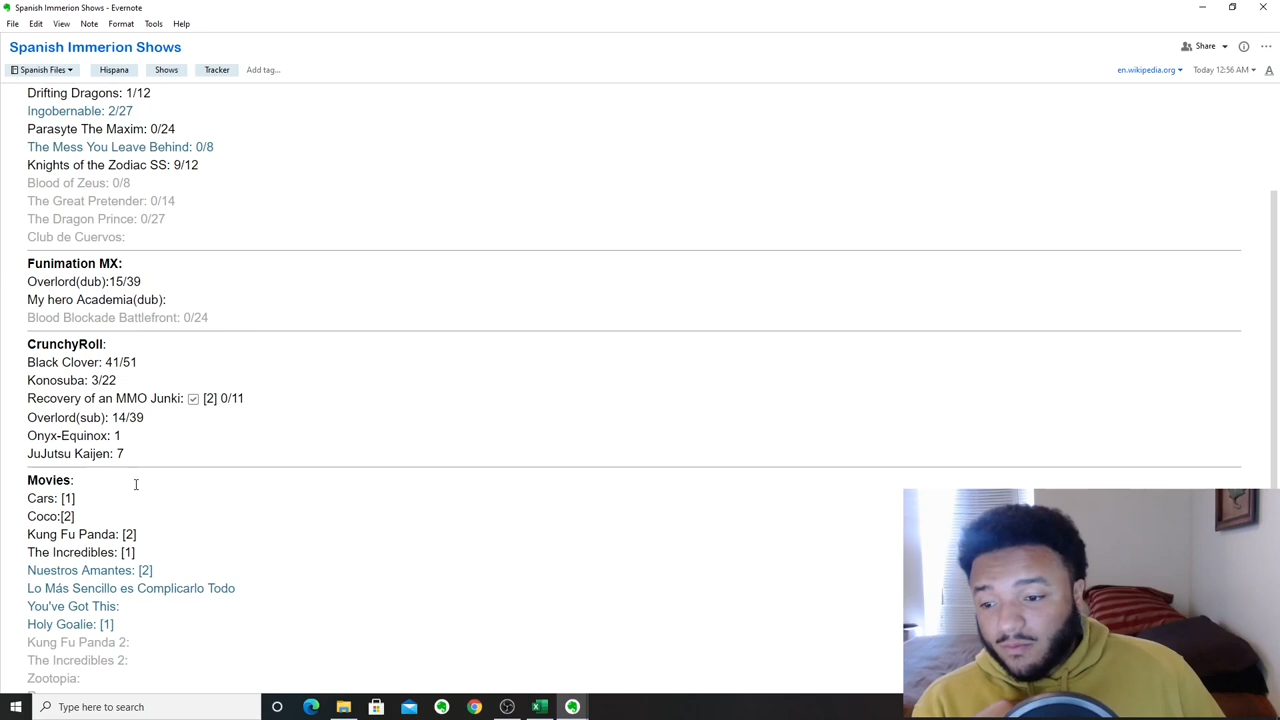 Spanish Immerion Shows - Evernote
File Edit View Note Format Tools Help
Spanish Immerion Shows
Share
Spanish Files Hispana Shows Tracker Add tag...
en.wikipedia.org Today 12:56 AM
Drifting Dragons: 1/12
Ingobernable: 2/27
Parasyte The Maxim: 0/24
The Mess You Leave Behind: 0/8
Knights of the Zodiac SS: 9/12
Blood of Zeus: 0/8
The Great Pretender: 0/14
The Dragon Prince: 0/27
Club de Cuervos:
Funimation MX:
Overlord(dub):15/39
My hero Academia(dub):
Blood Blockade Battlefront: 0/24
CrunchyRoll:
Black Clover: 41/51
Konosuba: 3/22
Recovery of an MMO Junki: [2] 0/11
Overlord(sub): 14/39
Onyx-Equinox: 1
JuJutsu Kaijen: 7
Movies:
Cars: [1]
Coco:[2]
Kung Fu Panda: [2]
The Incredibles: [1]
Nuestros Amantes: [2]
Lo Más Sencillo es Complicarlo Todo
You've Got This:
Holy Goalie: [1]
Kung Fu Panda 2:
The Incredibles 2:
Zootopia:
Type here to search